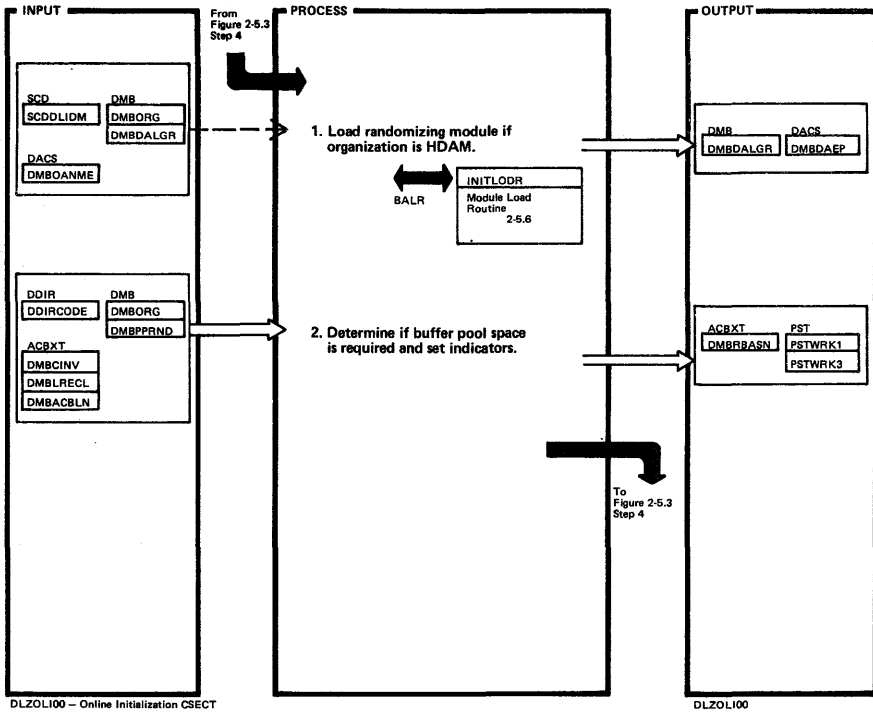 INPUT
From
Figure 2-5.3
Step 4
PROCESS
OUTPUT
SCD
SCDDLIDM
DMB
DMBORG
DMBDALGR
DACS
DMBOANME
1. Load randomizing module if
organization is HDAM.
BALR
INITLODR
Module Load
Routine
2-5.6
DMB
DMBDALGR
DACS
DMBDAEP
DDIR
DDIRCODE
DMB
DMBORG
DMBPPRND
ACBXT
DMBCINV
DMBLRECL
DMBACBLN
2. Determine if buffer pool space
is required and set indicators.
ACBXT
DMBRBASN
PST
PSTWRK1
PSTWRK3
To
Figure 2-5.3
Step 4
DLZOLI00 – Online Initialization CSECT
DLZOLI00